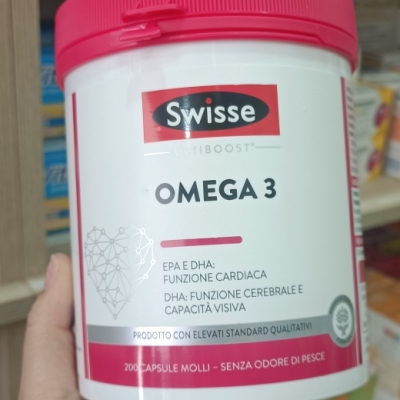 Swisse
ULTIBOOST®
OMEGA 3
EPA E DHA:
FUNZIONE CARDIACA
DHA: FUNZIONE CEREBRALE E
CAPACITÀ VISIVA
PRODOTTO CON ELEVATI STANDARD QUALITATIVI
200 CAPSULE MOLLI – SENZA ODORE DI PESCE